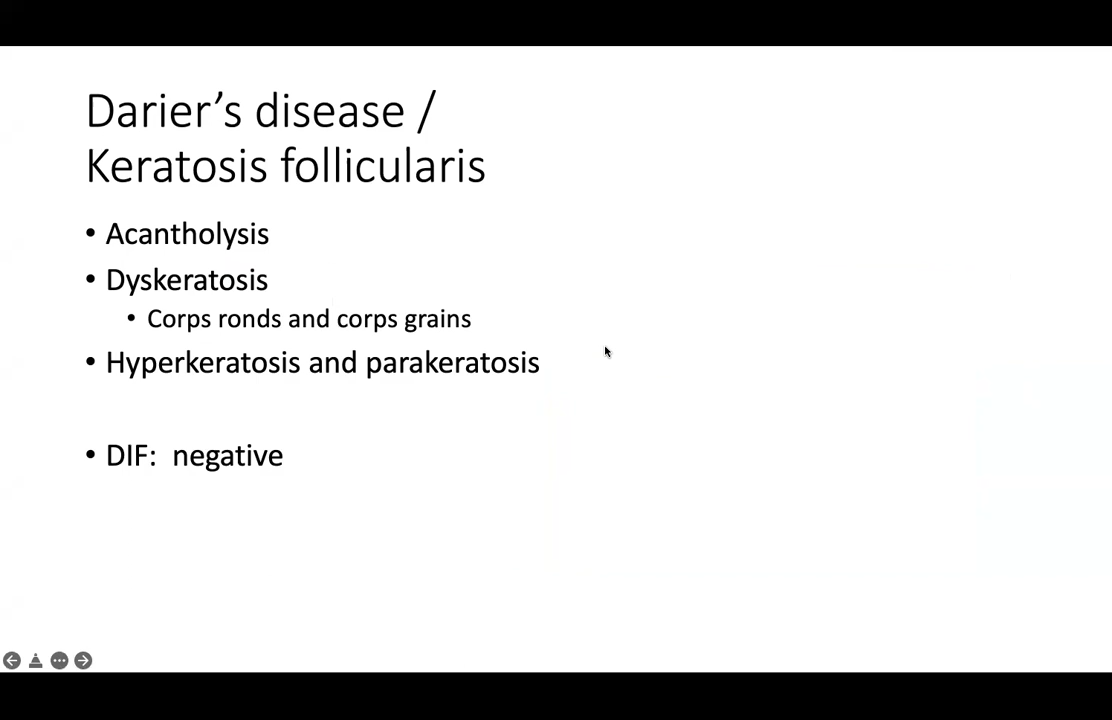 Darier’s disease /
Keratosis follicularis
• Acantholysis
• Dyskeratosis
• Corps ronds and corps grains
• Hyperkeratosis and parakeratosis
• DIF:  negative